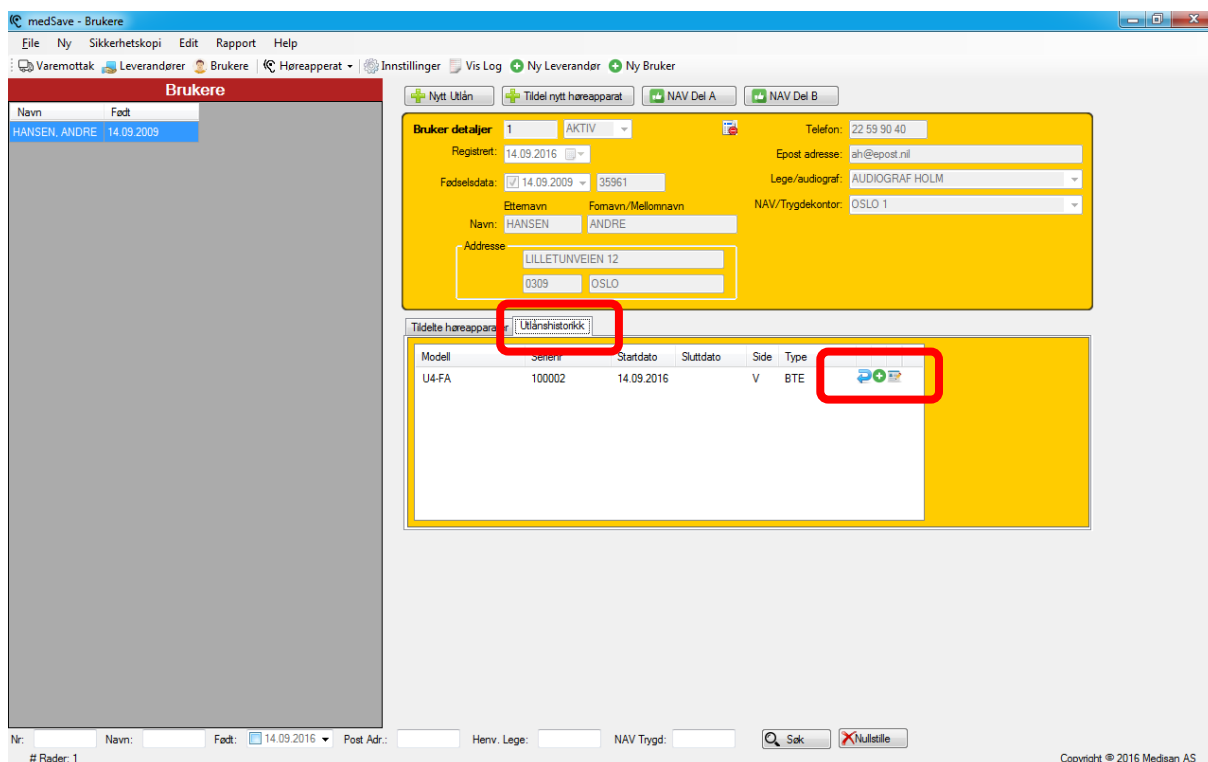 medSave - Brukere
File Ny Sikkerhetskopi Edit Rapport Help
Varemottak Leverandører Brukere Høreapperat Innstillinger Vis Log Ny Leverandør Ny Bruker
Brukere
Navn Født
HANSEN, ANDRE 14.09.2009
Nytt Utlån Tildel nytt høreapparat NAV Del A NAV Del B
Bruker detaljer 1 AKTIV Telefon: 22 59 90 40
Registrert: 14.09.2016 Epost adresse: ah@epost.nil
Fødselsdata: 14.09.2009 35961 Lege/audiograf: AUDIOGRAF HOLM
Etternavn Fornavn/Mellomnavn NAV/Trygdekontor: OSLO 1
Navn: HANSEN ANDRE
Addresse
LILLETUNVEIEN 12
0309 OSLO
Tildelte høreapparater Utlånshistorikk
Modell Serienr Startdato Sluttdato Side Type
U4-FA 100002 14.09.2016 V BTE
Nr: Navn: Født: 14.09.2016 Post Adr.: Henv. Lege: NAV Trygd: Søk Nullstille
# Rader: 1 Copyright © 2016 Medisan AS